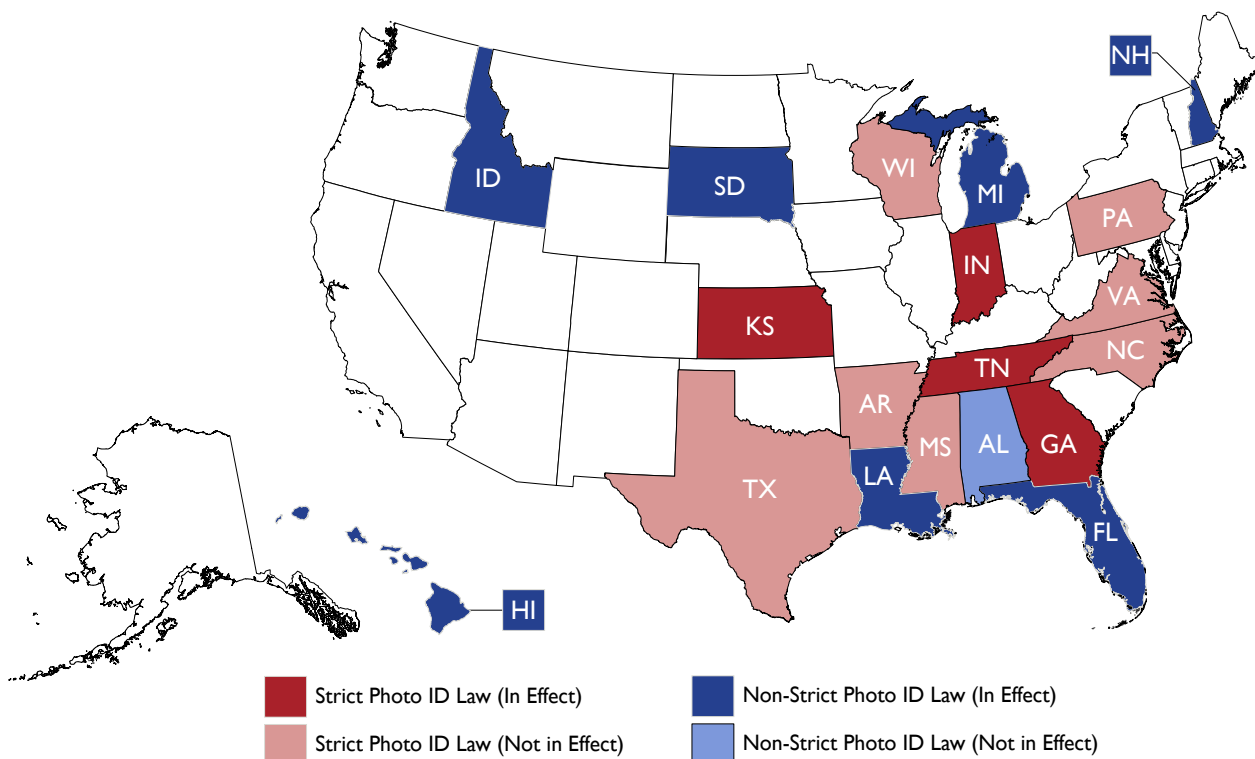 NH
ID
SD
WI
MI
PA
IN
VA
KS
NC
TN
AR
MS
AL
GA
LA
TX
FL
HI
Strict Photo ID Law (In Effect)
Non-Strict Photo ID Law (In Effect)
Strict Photo ID Law (Not in Effect)
Non-Strict Photo ID Law (Not in Effect)